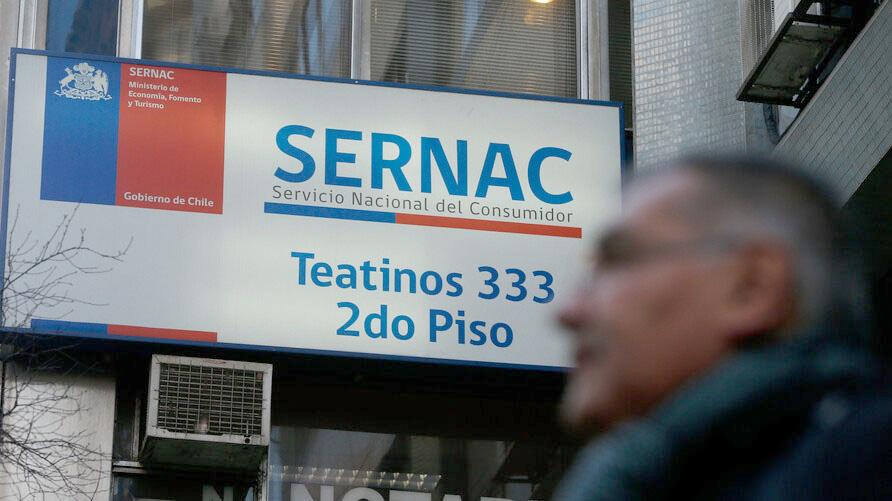 SERNAC
Ministerio de
Economía, Fomento
y Turismo
Gobierno de Chile
SERNAC
Servicio Nacional del Consumidor
Teatinos 333
2do Piso